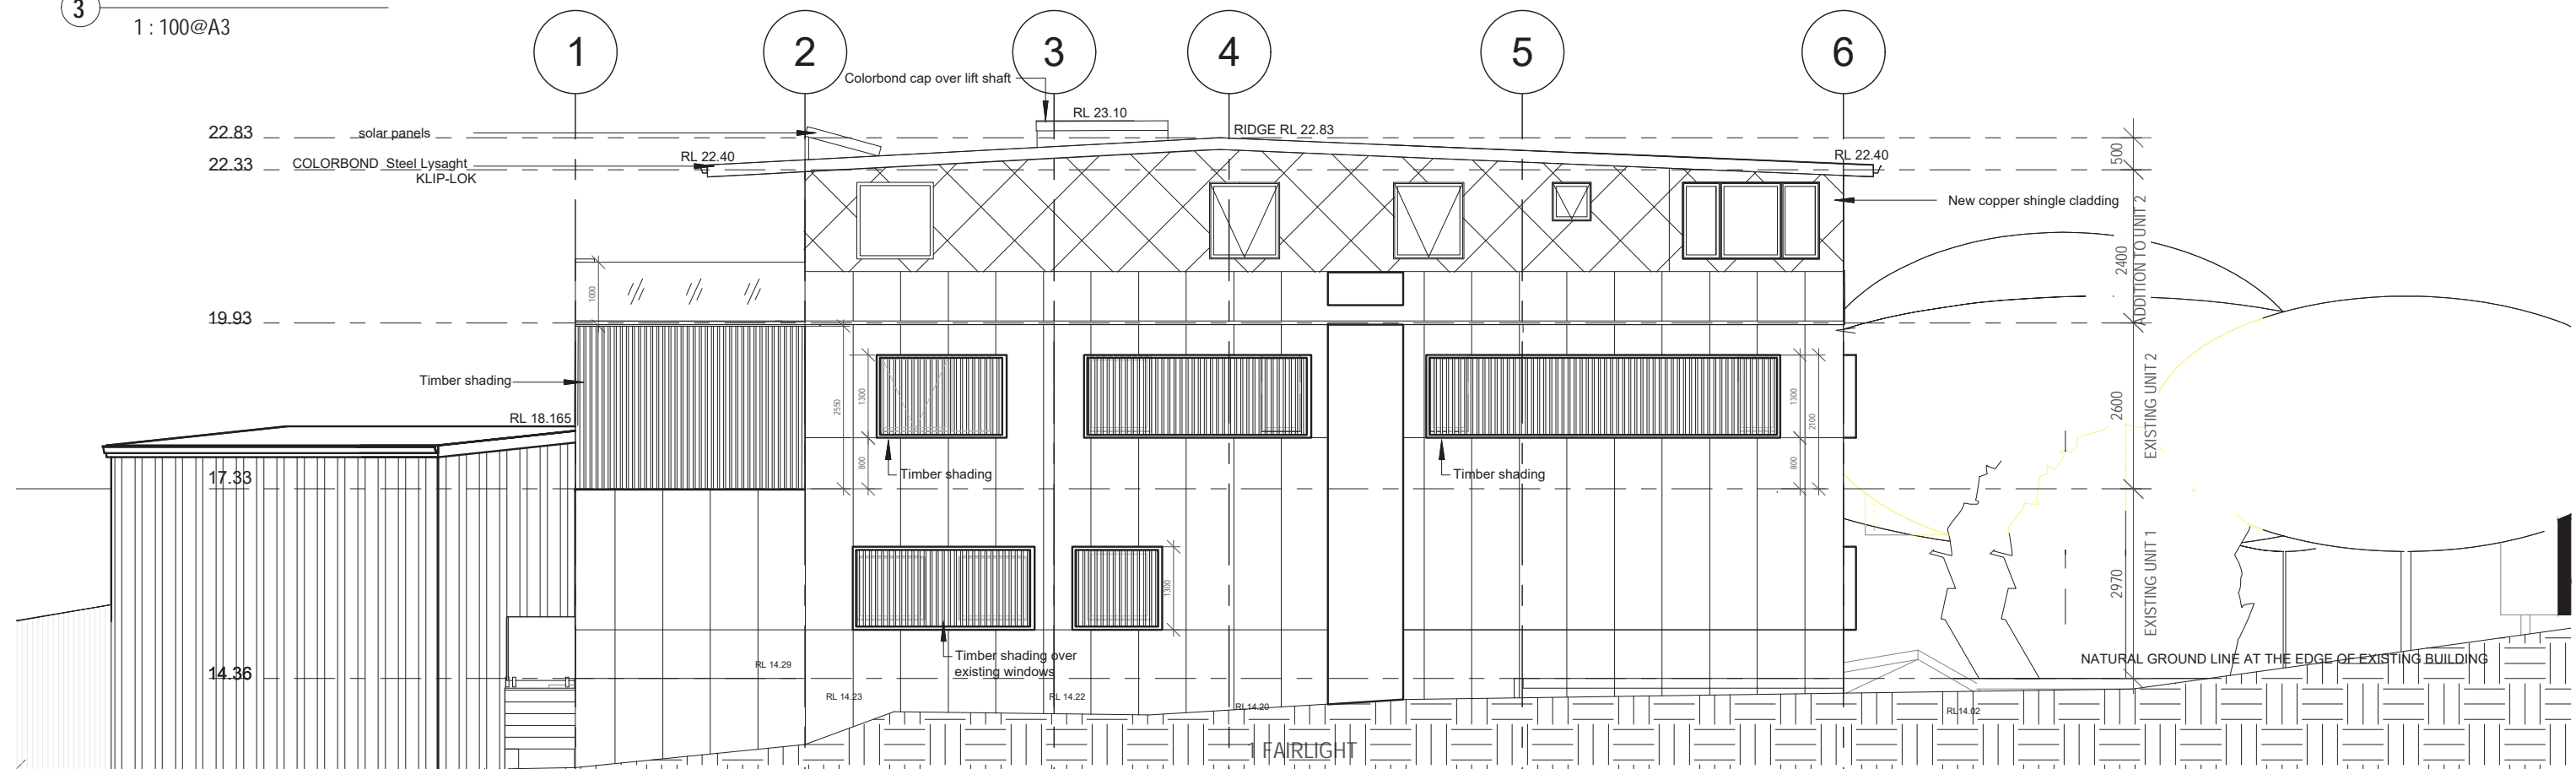 3
1 : 100@A3
1
2
3
4
5
6
Colorbond cap over lift shaft
RL 23.10
22.83
solar panels
RIDGE RL 22.83
22.33
COLORBOND Steel Lysaght
KLIP-LOK
RL 22.40
RL 22.40
500
New copper shingle cladding
2400
ADDITION TO UNIT 2
1000
19.93
Timber shading
RL 18.165
2550
1300
800
Timber shading
Timber shading
1300
2100
800
2600
EXISTING UNIT 2
17.33
1300
2970
EXISTING UNIT 1
Timber shading over
existing windows
RL 14.29
14.36
NATURAL GROUND LINE AT THE EDGE OF EXISTING BUILDING
RL 14.23
RL 14.22
RL14.20
RL14.02
1 FAIRLIGHT